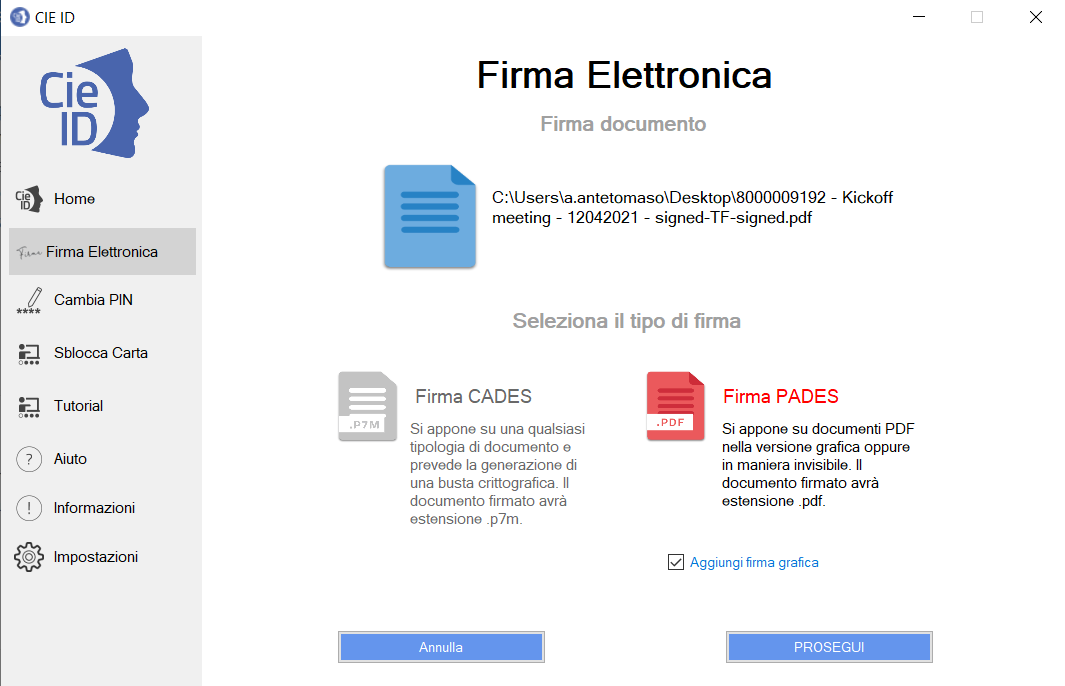 CIE ID
Cie
ID
Cie
ID
Home
Firma
Firma Elettronica
Cambia PIN
****
Sblocca Carta
Tutorial
?
Aiuto
!
Informazioni
Impostazioni
Firma Elettronica
Firma documento
C:\Users\a.antetomaso\Desktop\8000009192 - Kickoff
meeting - 12042021 - signed-TF-signed.pdf
Seleziona il tipo di firma
.P7M
Firma CADES
Si appone su una qualsiasi
tipologia di documento e
prevede la generazione di
una busta crittografica. Il
documento firmato avrà
estensione .p7m.
.PDF
Firma PADES
Si appone su documenti PDF
nella versione grafica oppure
in maniera invisibile. Il
documento firmato avrà
estensione .pdf.
Aggiungi firma grafica
Annulla
PROSEGUI